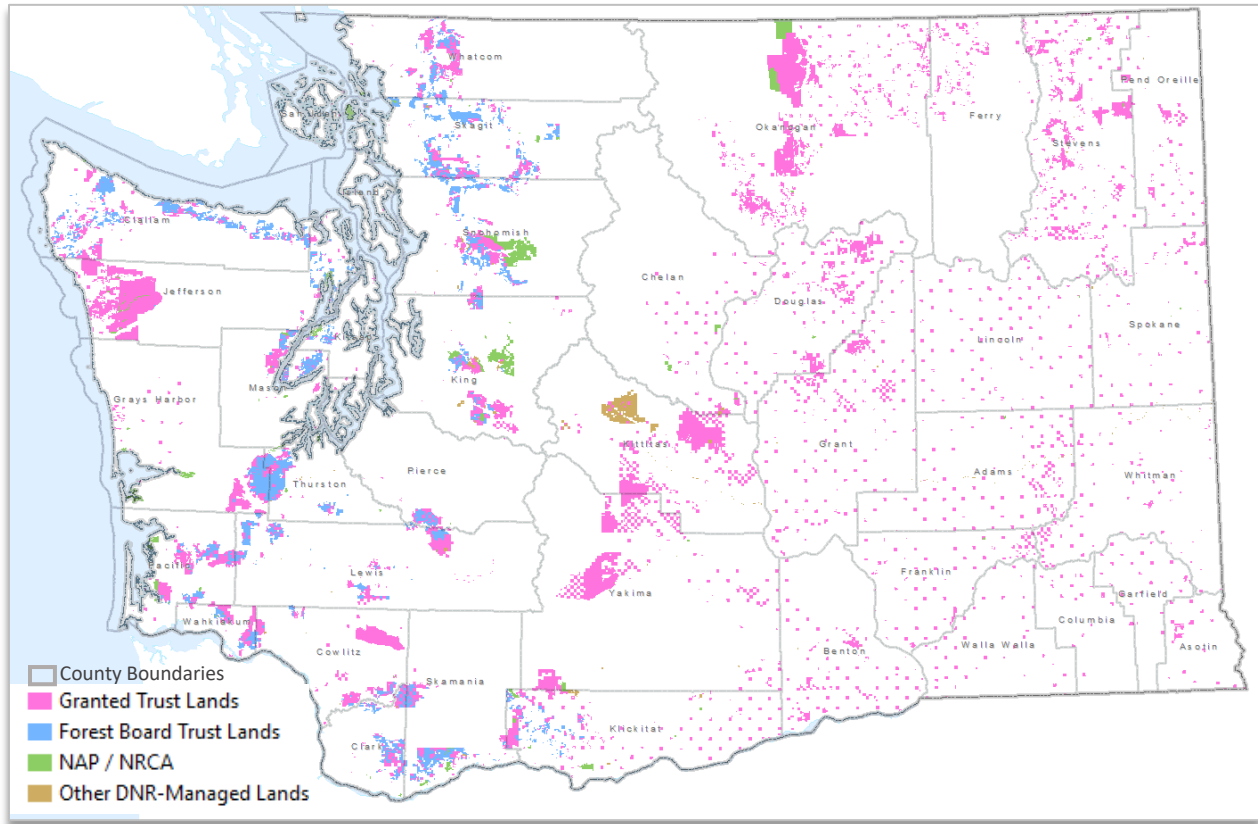 Whatcom
Pend Oreille
San Juan
Skagit
Okanogan
Ferry
Stevens
Island
Clallam
Snohomish
Chelan
Jefferson
Douglas
Spokane
Lincoln
Kitsap
King
Mason
Grays Harbor
Kittitas
Grant
Pierce
Adams
Whitman
Thurston
Pacific
Lewis
Franklin
Yakima
Garfield
Wahkiakum
Columbia
Walla Walla
Asotin
Cowlitz
Benton
Skamania
Klickitat
Clark
County Boundaries
Granted Trust Lands
Forest Board Trust Lands
NAP / NRCA
Other DNR-Managed Lands